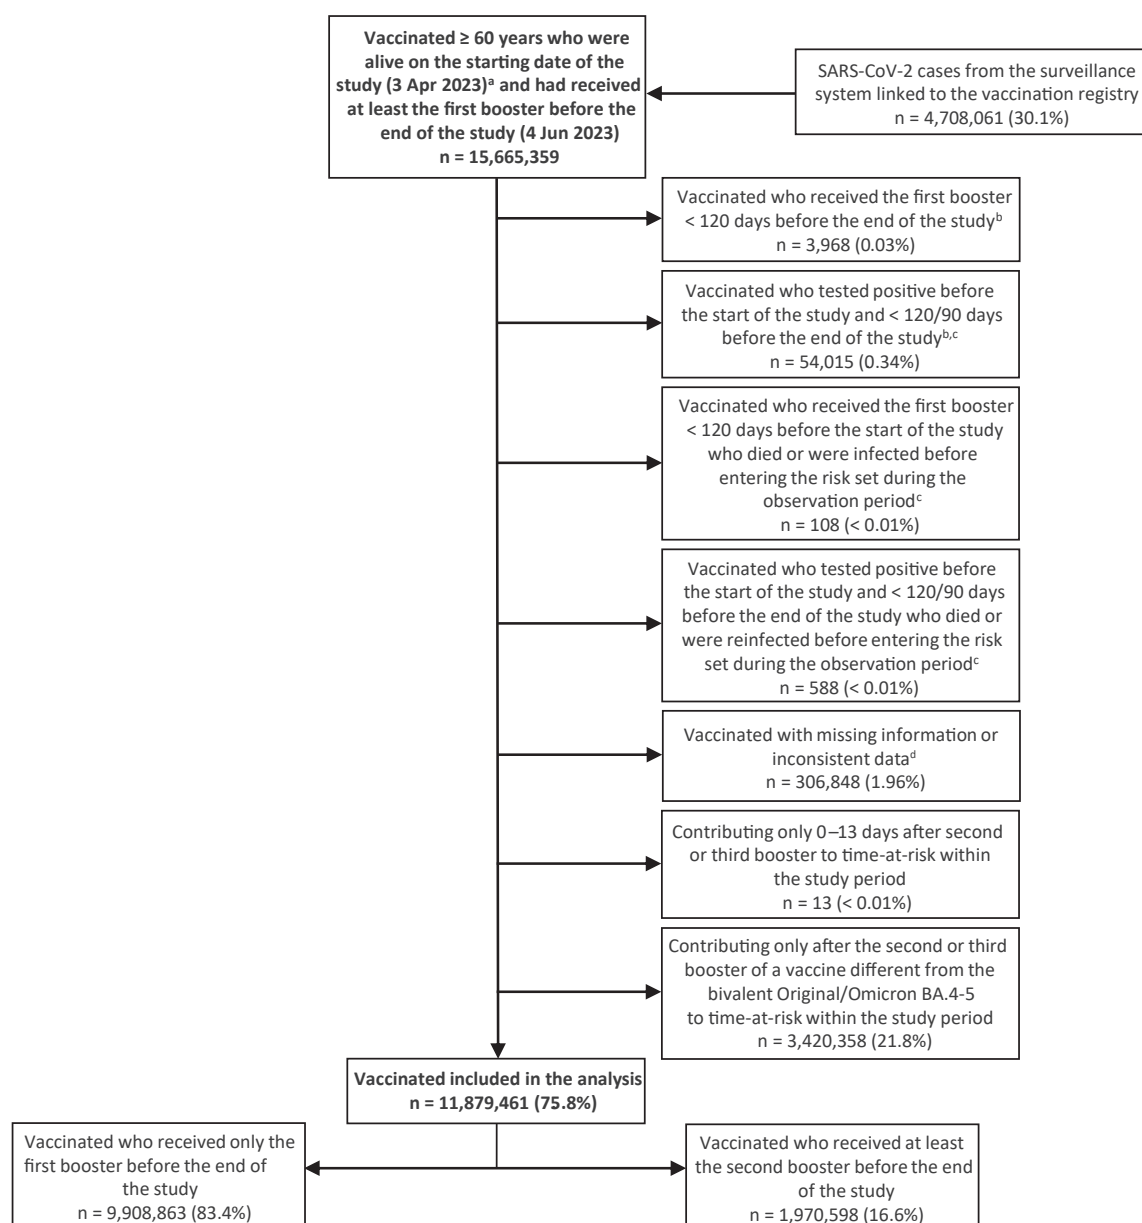 Vaccinated ≥ 60 years who were
alive on the starting date of the
study (3 Apr 2023)ᵃ and had received
at least the first booster before the
end of the study (4 Jun 2023)
n = 15,665,359
SARS-CoV-2 cases from the surveillance
system linked to the vaccination registry
n = 4,708,061 (30.1%)
Vaccinated who received the first booster
< 120 days before the end of the studyᵇ
n = 3,968 (0.03%)
Vaccinated who tested positive before
the start of the study and < 120/90 days
before the end of the studyᵇ,ᶜ
n = 54,015 (0.34%)
Vaccinated who received the first booster
< 120 days before the start of the study
who died or were infected before
entering the risk set during the
observation periodᶜ
n = 108 (< 0.01%)
Vaccinated who tested positive before
the start of the study and < 120/90 days
before the end of the study who died or
were reinfected before entering the risk
set during the observation periodᶜ
n = 588 (< 0.01%)
Vaccinated with missing information or
inconsistent dataᵈ
n = 306,848 (1.96%)
Contributing only 0–13 days after second
or third booster to time-at-risk within
the study period
n = 13 (< 0.01%)
Contributing only after the second or third
booster of a vaccine different from the
bivalent Original/Omicron BA.4-5
to time-at-risk within the study period
n = 3,420,358 (21.8%)
Vaccinated included in the analysis
n = 11,879,461 (75.8%)
Vaccinated who received only the
first booster before the end of
the study
n = 9,908,863 (83.4%)
Vaccinated who received at least
the second booster before the end
of the study
n = 1,970,598 (16.6%)